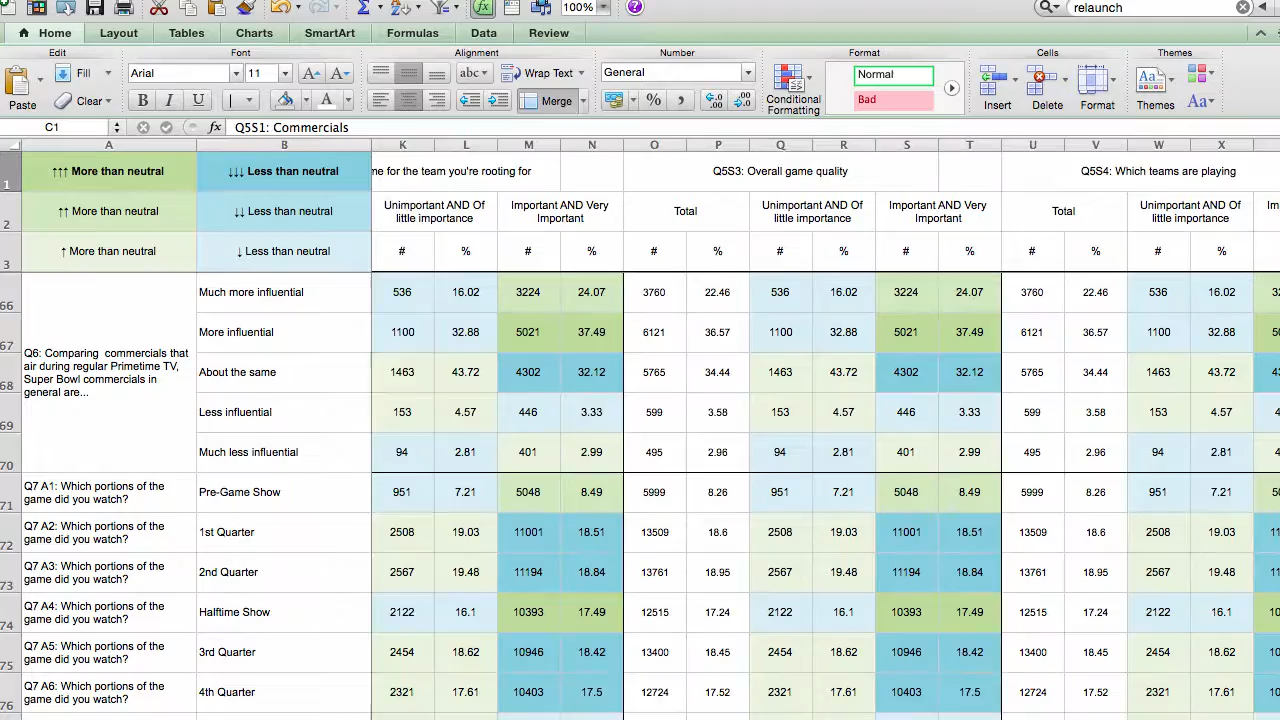 100% relaunch
Home Layout Tables Charts SmartArt Formulas Data Review
Edit Font Alignment Number Format Cells Themes
Fill Arial 11 A A abc Wrap Text General Normal
Paste Clear B I U A Merge % Conditional Formatting Bad Insert Delete Format Themes Aa
C1 fx Q5S1: Commercials
A B K L M N O P Q R S T U V W X
1 ↑↑↑ More than neutral ↓↓↓ Less than neutral me for the team you're rooting for Q5S3: Overall game quality Q5S4: Which teams are playing
2 ↑↑ More than neutral ↓↓ Less than neutral Unimportant AND Of little importance Important AND Very Important Total Unimportant AND Of little importance Important AND Very Important Total Unimportant AND Of little importance
3 ↑ More than neutral ↓ Less than neutral # % # % # % # % # % # % # %
Q6: Comparing commercials that
air during regular Primetime TV,
Super Bowl commercials in
general are...
66 Much more influential 536 16.02 3224 24.07 3760 22.46 536 16.02 3224 24.07 3760 22.46 536 16.02
67 More influential 1100 32.88 5021 37.49 6121 36.57 1100 32.88 5021 37.49 6121 36.57 1100 32.88
68 About the same 1463 43.72 4302 32.12 5765 34.44 1463 43.72 4302 32.12 5765 34.44 1463 43.72
69 Less influential 153 4.57 446 3.33 599 3.58 153 4.57 446 3.33 599 3.58 153 4.57
70 Much less influential 94 2.81 401 2.99 495 2.96 94 2.81 401 2.99 495 2.96 94 2.81
71 Q7 A1: Which portions of the game did you watch? Pre-Game Show 951 7.21 5048 8.49 5999 8.26 951 7.21 5048 8.49 5999 8.26 951 7.21
72 Q7 A2: Which portions of the game did you watch? 1st Quarter 2508 19.03 11001 18.51 13509 18.6 2508 19.03 11001 18.51 13509 18.6 2508 19.03
73 Q7 A3: Which portions of the game did you watch? 2nd Quarter 2567 19.48 11194 18.84 13761 18.95 2567 19.48 11194 18.84 13761 18.95 2567 19.48
74 Q7 A4: Which portions of the game did you watch? Halftime Show 2122 16.1 10393 17.49 12515 17.24 2122 16.1 10393 17.49 12515 17.24 2122 16.1
75 Q7 A5: Which portions of the game did you watch? 3rd Quarter 2454 18.62 10946 18.42 13400 18.45 2454 18.62 10946 18.42 13400 18.45 2454 18.62
76 Q7 A6: Which portions of the game did you watch? 4th Quarter 2321 17.61 10403 17.5 12724 17.52 2321 17.61 10403 17.5 12724 17.52 2321 17.61